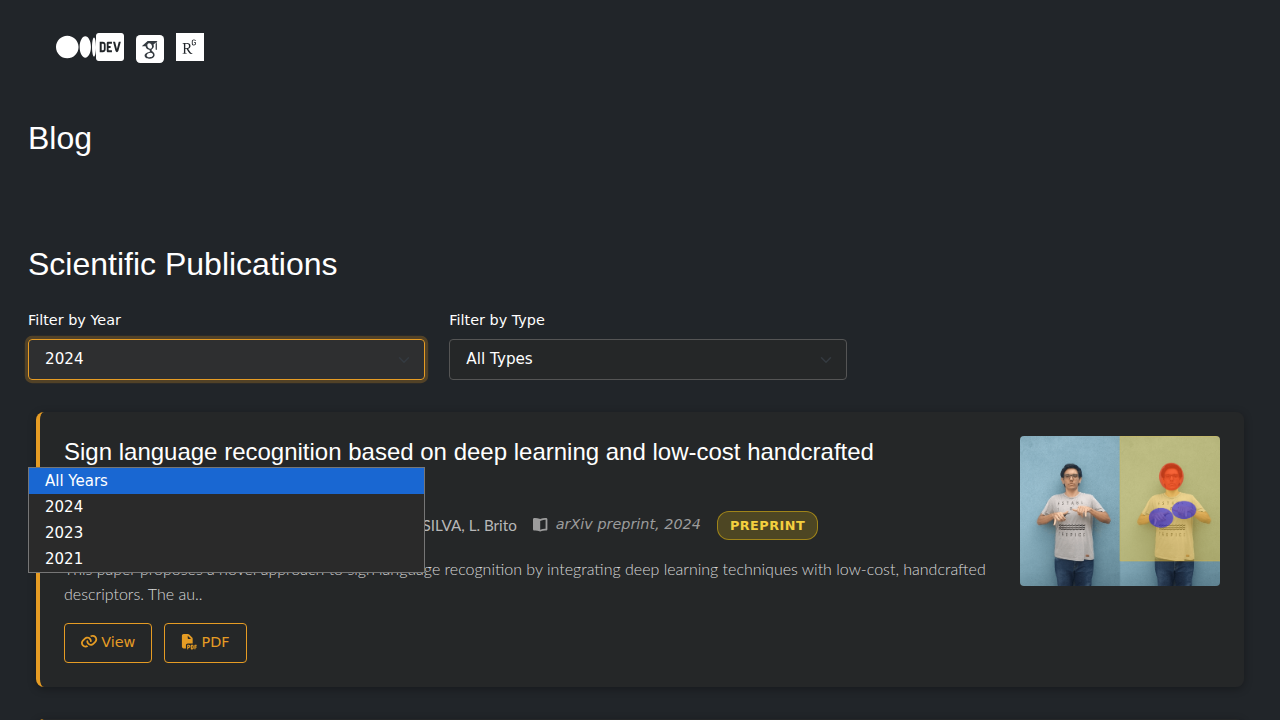 DEV
g
RG
Blog
Scientific Publications
Filter by Year
Filter by Type
2024
All Types
Sign language recognition based on deep learning and low-cost handcrafted
All Years
2024
2023
2021
SILVA, L. Brito
arXiv preprint, 2024
PREPRINT
This paper proposes a novel approach to sign language recognition by integrating deep learning techniques with low-cost, handcrafted
descriptors. The au..
View
PDF